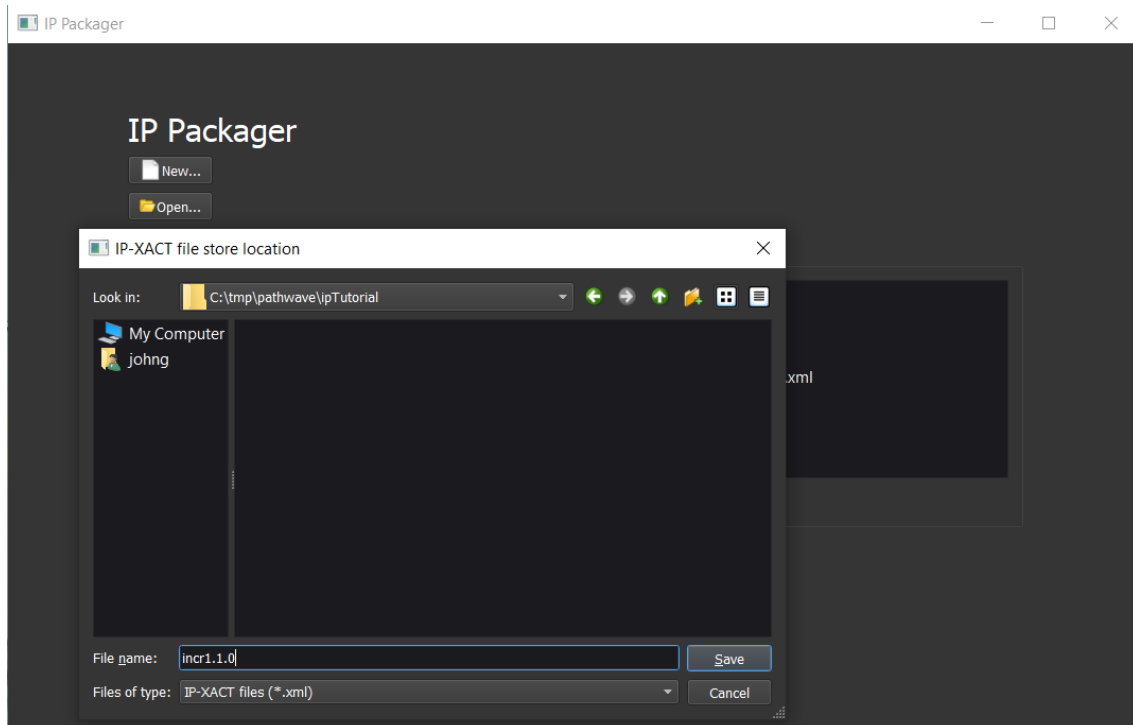 IP Packager
IP Packager
New...
Open...
IP-XACT file store location
Look in: C:\tmp\pathwave\ipTutorial
My Computer
johng
.xml
File name: incr1.1.0
Save
Files of type: IP-XACT files (*.xml)
Cancel